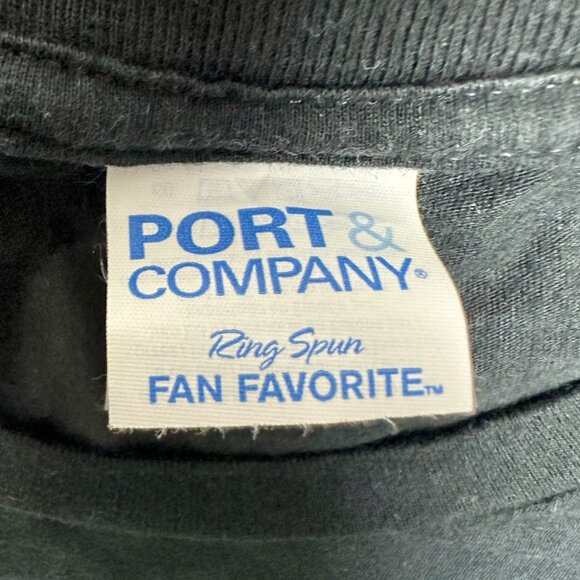 PORT &
COMPANY®
Ring Spun
FAN FAVORITE™